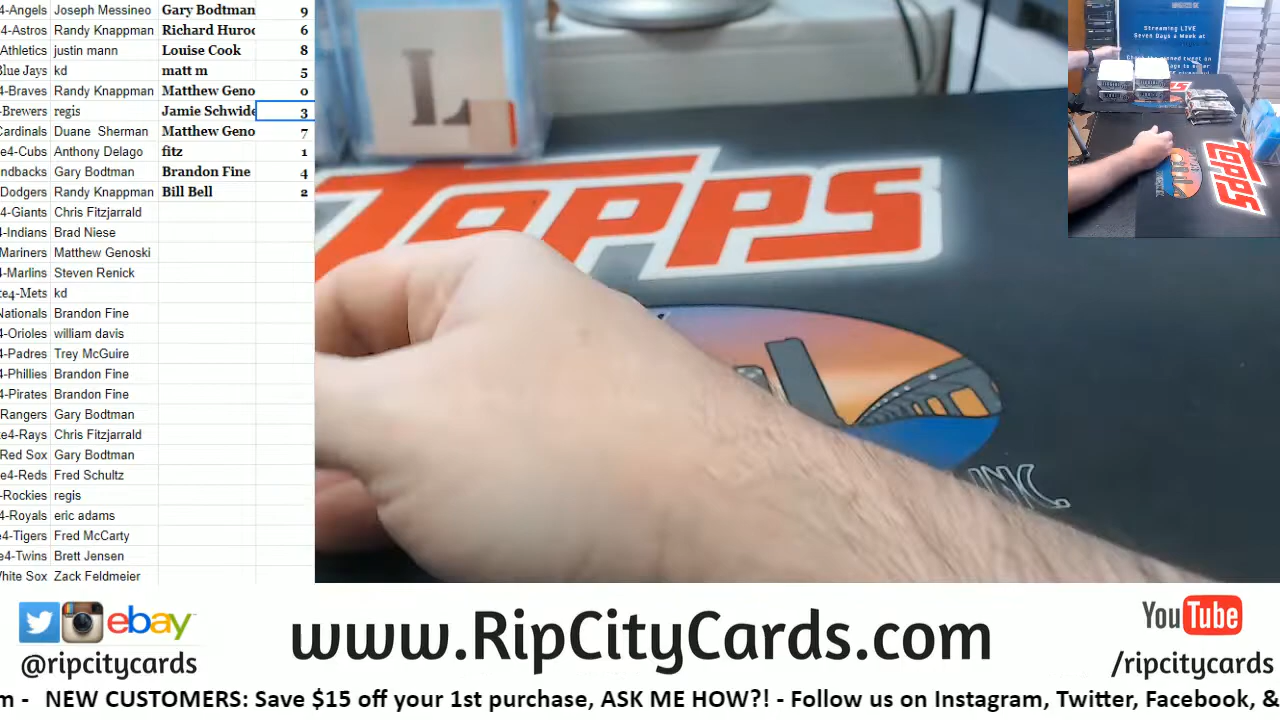 4-Angels Joseph Messineo Gary Bodtman 9
4-Astros Randy Knappman Richard Huroc 6
Athletics justin mann Louise Cook 8
Blue Jays kd matt m 5
4-Braves Randy Knappman Matthew Geno 0
-Brewers regis Jamie Schwide 3
Cardinals Duane Sherman Matthew Geno 7
e4-Cubs Anthony Delago fitz 1
ndbacks Gary Bodtman Brandon Fine 4
Dodgers Randy Knappman Bill Bell 2
4-Giants Chris Fitzjarrald
4-Indians Brad Niese
Mariners Matthew Genoski
-Marlins Steven Renick
te4-Mets kd
Nationals Brandon Fine
-Orioles william davis
-Padres Trey McGuire
-Phillies Brandon Fine
-Pirates Brandon Fine
Rangers Gary Bodtman
e4-Rays Chris Fitzjarrald
Red Sox Gary Bodtman
e4-Reds Fred Schultz
-Rockies regis
4-Royals eric adams
e4-Tigers Fred McCarty
e4-Twins Brett Jensen
White Sox Zack Feldmeier
TOPPS
Streaming LIVE
Seven Days a Week at
TOPPS
ebay
@ripcitycards
www.RipCityCards.com
YouTube
/ripcitycards
m - NEW CUSTOMERS: Save $15 off your 1st purchase, ASK ME HOW?! - Follow us on Instagram, Twitter, Facebook, &